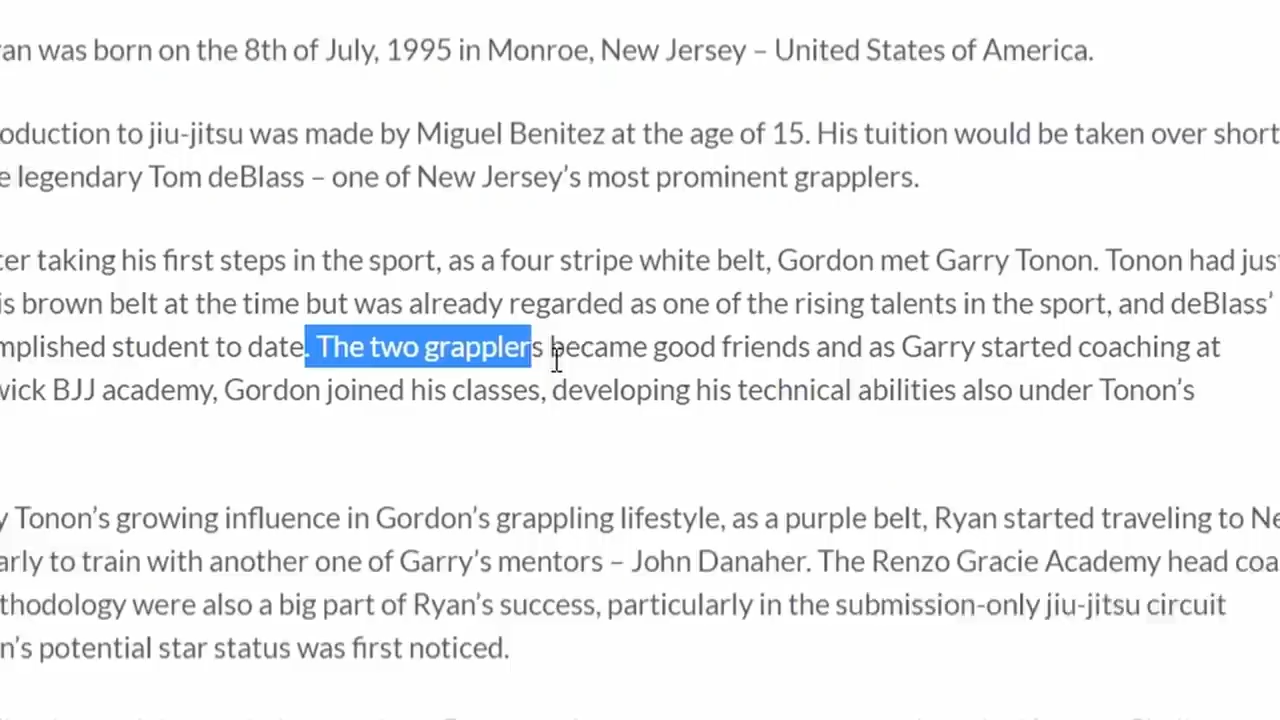 an was born on the 8th of July, 1995 in Monroe, New Jersey – United States of America.
oduction to jiu-jitsu was made by Miguel Benitez at the age of 15. His tuition would be taken over short
e legendary Tom deBlass – one of New Jersey’s most prominent grapplers.
er taking his first steps in the sport, as a four stripe white belt, Gordon met Garry Tonon. Tonon had just
is brown belt at the time but was already regarded as one of the rising talents in the sport, and deBlass’
mplished student to date. The two grapplers became good friends and as Garry started coaching at
wick BJJ academy, Gordon joined his classes, developing his technical abilities also under Tonon’s
y Tonon’s growing influence in Gordon’s grappling lifestyle, as a purple belt, Ryan started traveling to Ne
arly to train with another one of Garry’s mentors – John Danaher. The Renzo Gracie Academy head coa
thodology were also a big part of Ryan’s success, particularly in the submission-only jiu-jitsu circuit
n’s potential star status was first noticed.